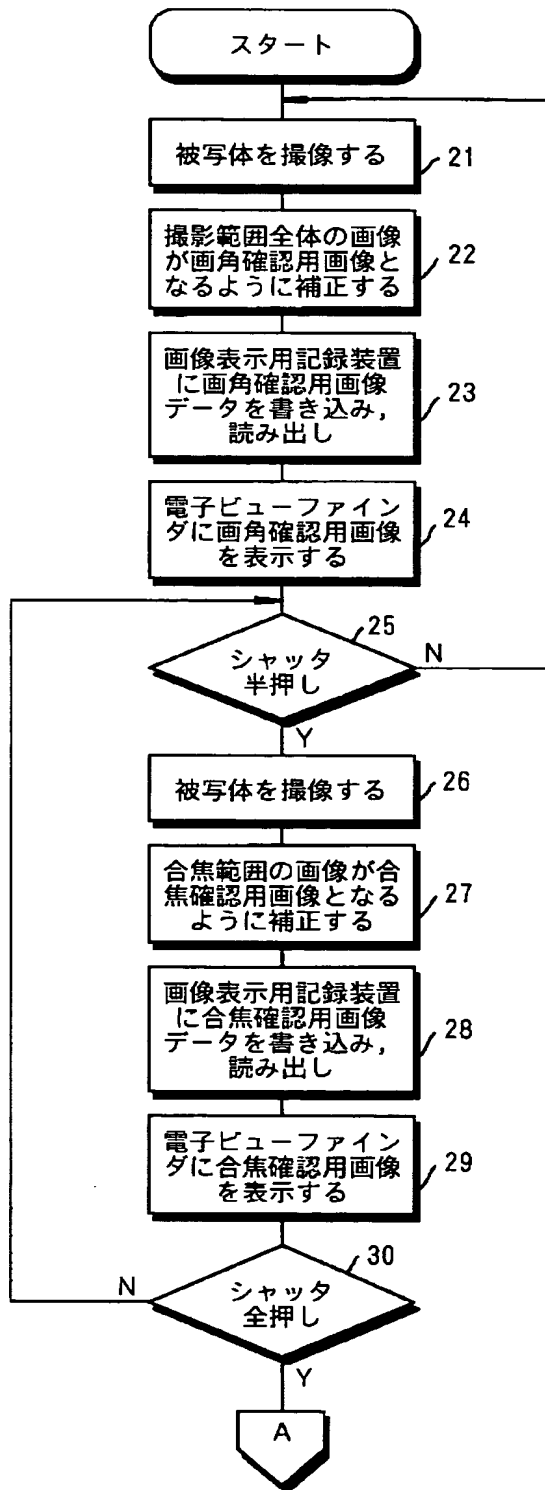 スタート
被写体を撮像する
21
撮影範囲全体の画像
が画角確認用画像と
なるように補正する
22
画像表示用記録装置
に画角確認用画像
データを書き込み,
読み出し
23
電子ビューファイン
ダに画角確認用画像
を表示する
24
シャッタ
半押し
25
N
Y
被写体を撮像する
26
合焦範囲の画像が合
焦確認用画像となる
ように補正する
27
画像表示用記録装置
に合焦確認用画像
データを書き込み,
読み出し
28
電子ビューファイン
ダに合焦確認用画像
を表示する
29
シャッタ
全押し
30
N
Y
A